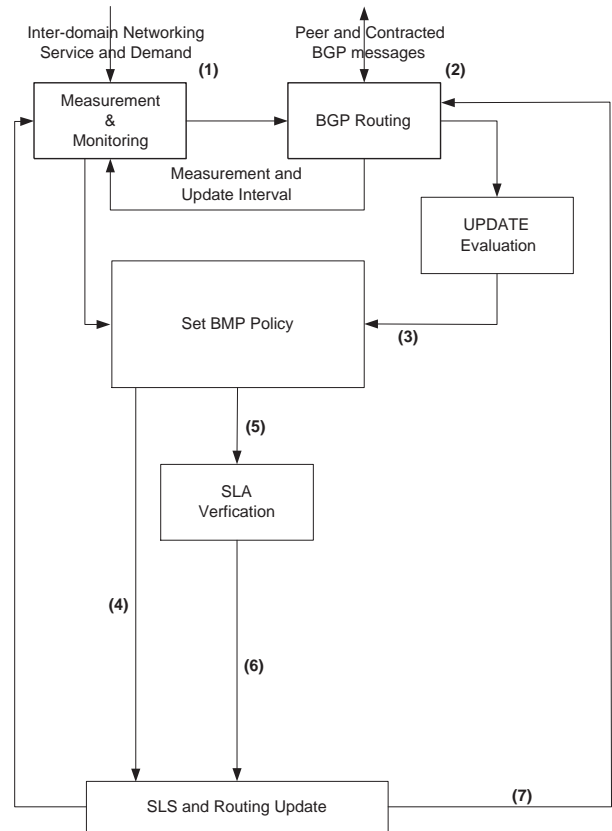 Inter-domain Networking
Service and Demand
Peer and Contracted
BGP messages
(1)
(2)
Measurement
&
Monitoring
BGP Routing
Measurement and
Update Interval
UPDATE
Evaluation
Set BMP Policy
(3)
(5)
SLA
Verfication
(4)
(6)
SLS and Routing Update
(7)